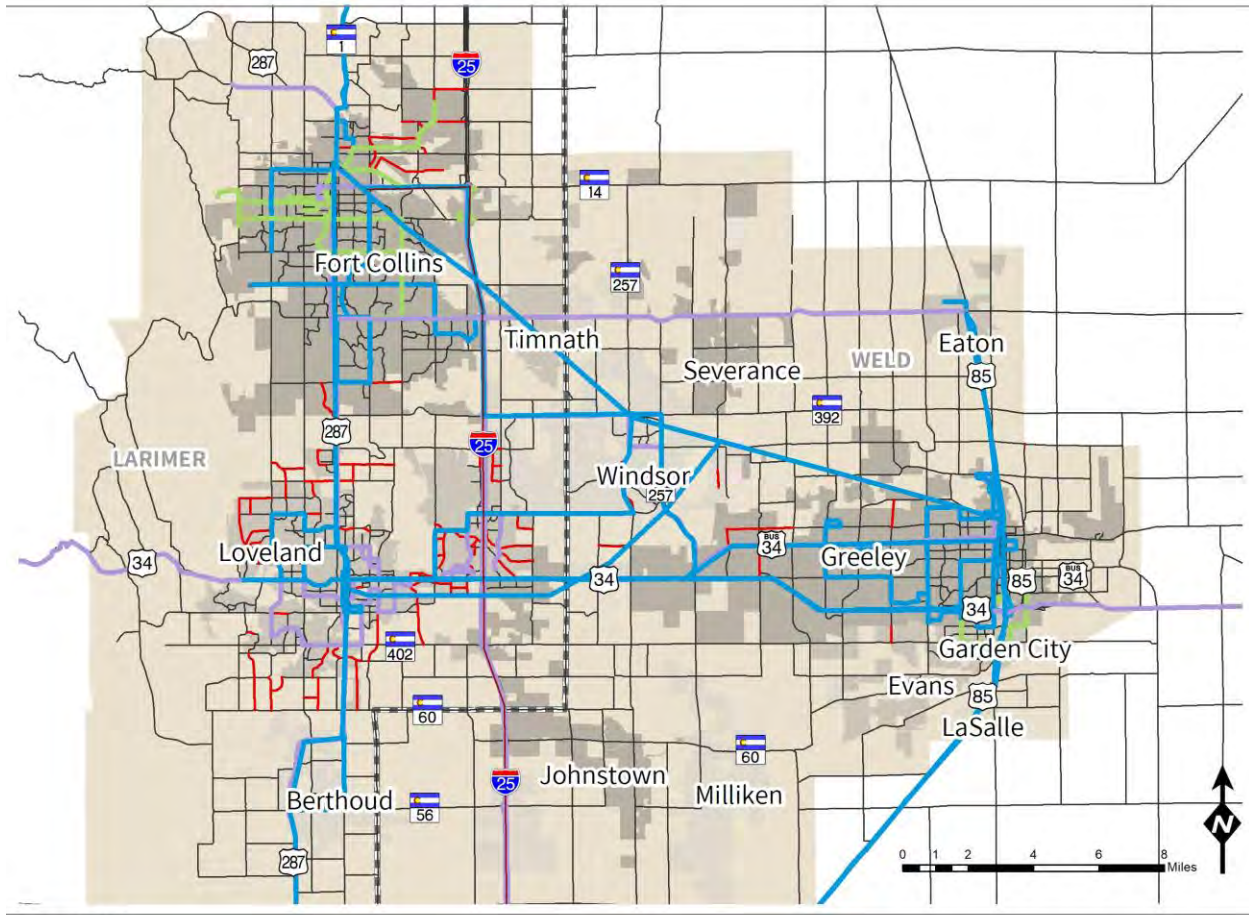 1
287
25
14
Fort Collins
257
Timnath
Eaton
WELD
Severance
85
392
287
25
LARIMER
Windsor
257
Loveland
34
BUS
34
Greeley
34
85
BUS
34
34
402
Garden City
Evans
85
60
LaSalle
60
Johnstown
25
Milliken
Berthoud
56
287
N
0 1 2 4 6 8
Miles